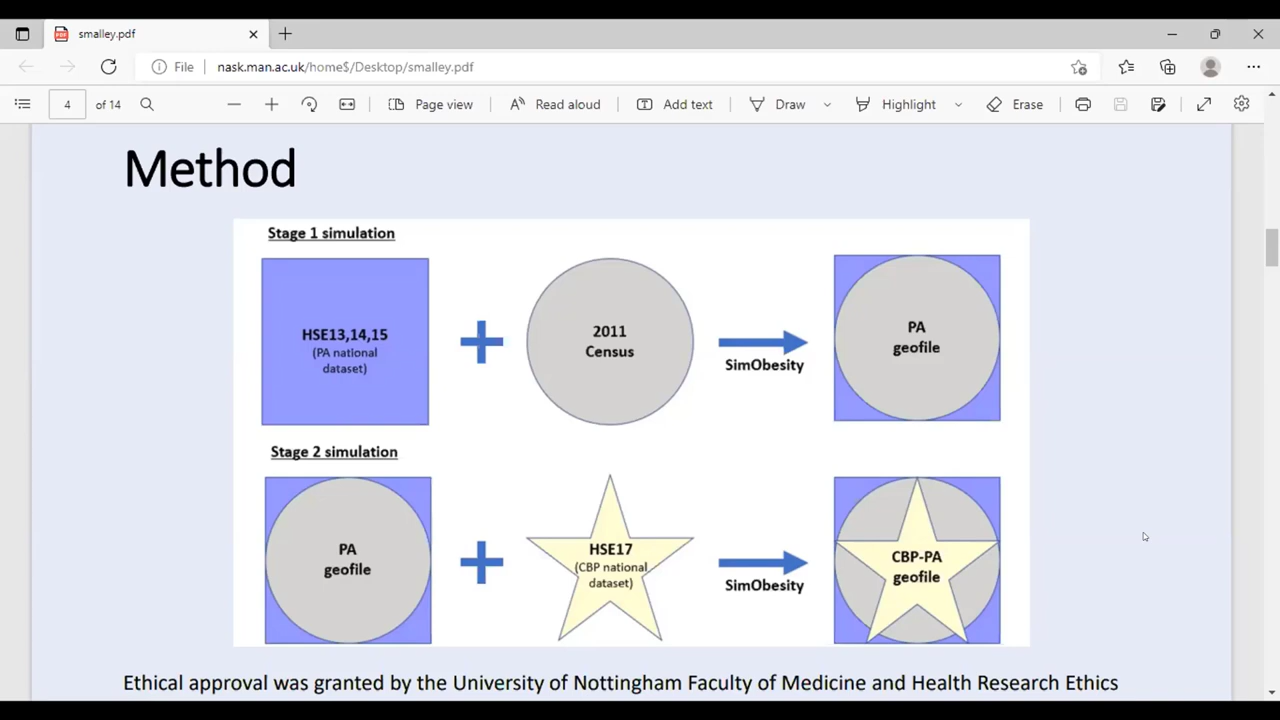 smalley.pdf
File nask.man.ac.uk/home$/Desktop/smalley.pdf
4 of 14 Page view Read aloud Add text Draw Highlight Erase
Method
Stage 1 simulation
HSE13,14,15
(PA national
dataset)
2011
Census
SimObesity
PA
geofile
Stage 2 simulation
PA
geofile
HSE17
(CBP national
dataset)
SimObesity
CBP-PA
geofile
Ethical approval was granted by the University of Nottingham Faculty of Medicine and Health Research Ethics